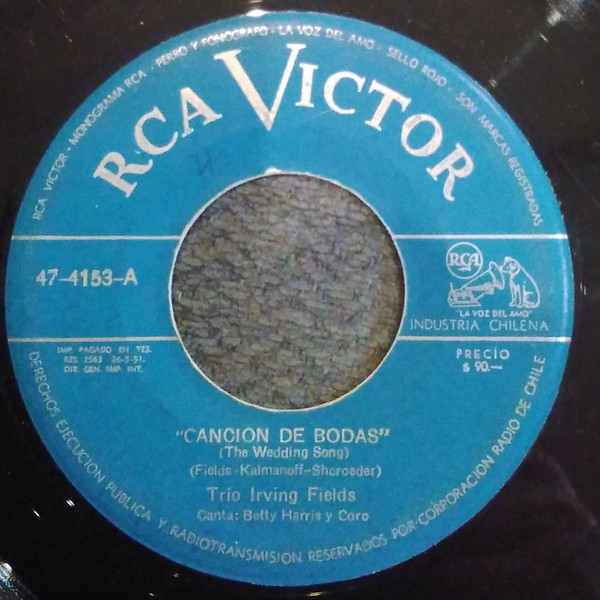 RCA VICTOR - MONOGRAMA RCA - PERRO Y FONOGRAFO - LA VOZ DEL AMO - SELLO ROJO - SON MARCAS REGISTRADAS
RCA VICTOR
47-4153-A
RCA
"LA VOZ DEL AMO"
INDUSTRIA CHILENA
IMP. PAGADO EN TES.
RES. 2563 26-5-51.
DIR. GEN. IMP. INT.
PRECIO
$ 90.—
"CANCION DE BODAS"
(The Wedding Song)
(Fields-Kalmanoff-Shoroeder)
Trío Irving Fields
Canta: Betty Harris y Coro
DERECHOS EJECUCION PUBLICA Y RADIOTRANSMISION RESERVADOS POR·CORPORACION RADIO DE CHILE